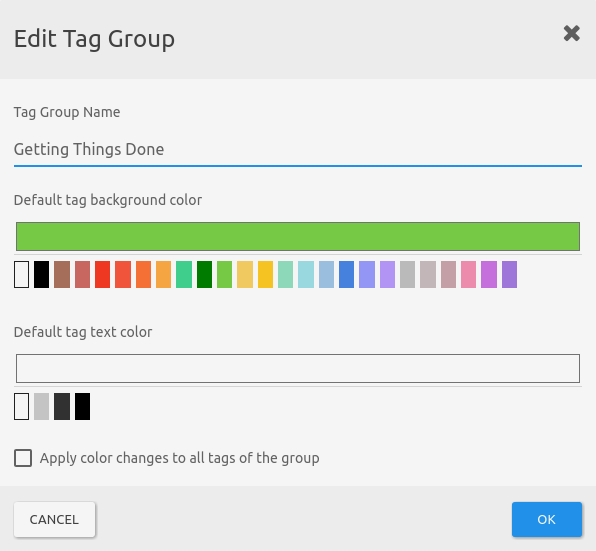 Edit Tag Group
Tag Group Name
Getting Things Done
Default tag background color
Default tag text color
Apply color changes to all tags of the group
CANCEL
OK